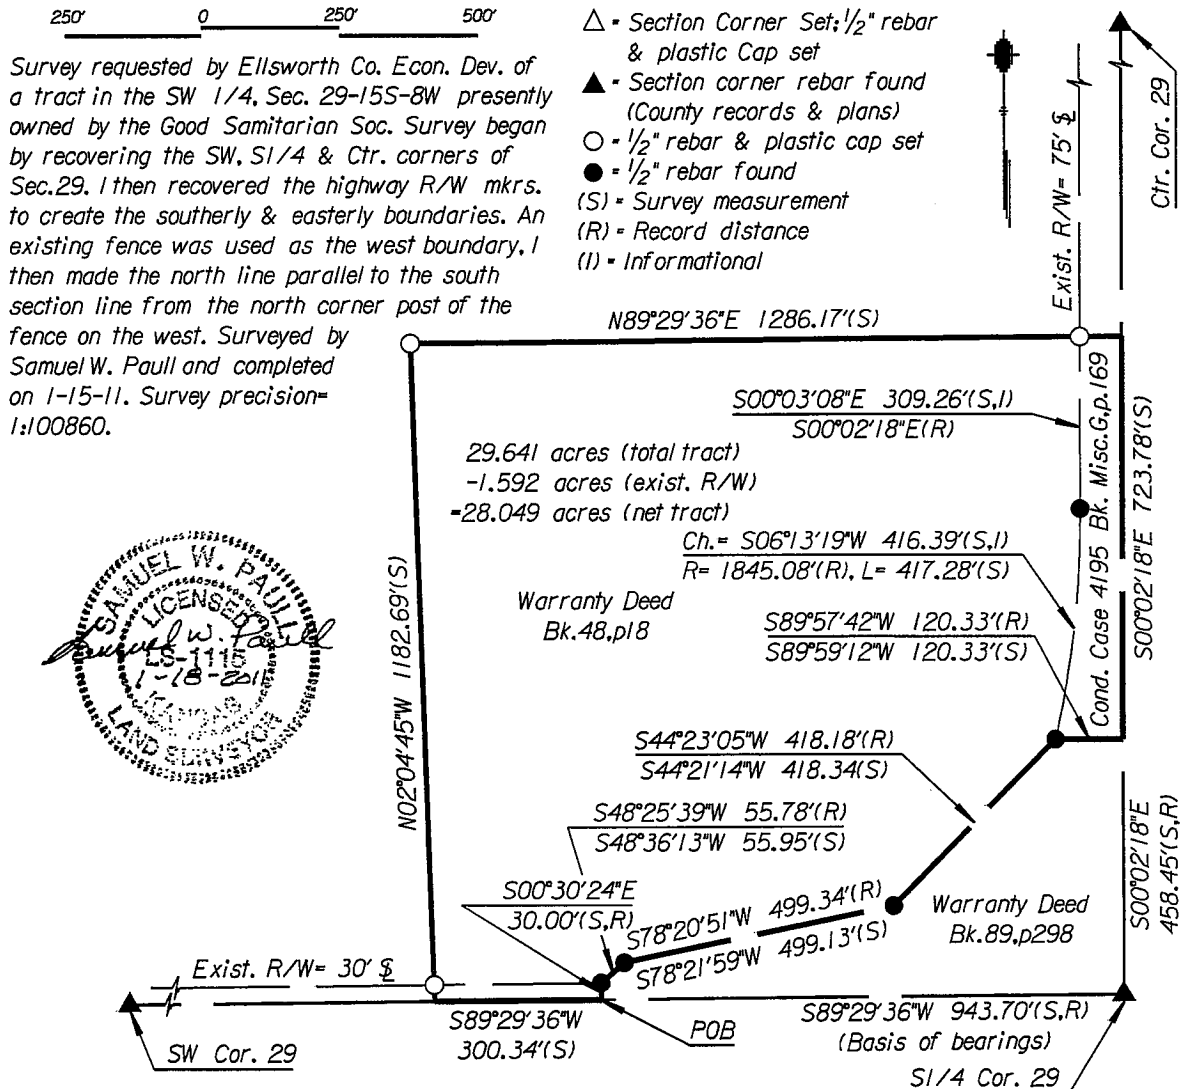 250' 0 250' 500'
Survey requested by Ellsworth Co. Econ. Dev. of
a tract in the SW 1/4, Sec. 29-15S-8W presently
owned by the Good Samitarian Soc. Survey began
by recovering the SW, S1/4 & Ctr. corners of
Sec.29. I then recovered the highway R/W mkrs.
to create the southerly & easterly boundaries. An
existing fence was used as the west boundary, I
then made the north line parallel to the south
section line from the north corner post of the
fence on the west. Surveyed by
Samuel W. Paull and completed
on 1-15-11. Survey precision=
1:100860.
△ = Section Corner Set; 1/2" rebar
& plastic Cap set
▲ = Section corner rebar found
(County records & plans)
○ = 1/2" rebar & plastic cap set
● = 1/2" rebar found
(S) = Survey measurement
(R) = Record distance
(I) = Informational
Exist. R/W= 75' ℄
Ctr. Cor. 29
N89°29'36"E 1286.17'(S)
S00°03'08"E 309.26'(S,I)
S00°02'18"E(R)
29.641 acres (total tract)
-1.592 acres (exist. R/W)
=28.049 acres (net tract)
Cond. Case 4195 Bk. Misc.G,p.169
S00°02'18"E 723.78'(S)
Ch.= S06°13'19"W 416.39'(S,I)
R= 1845.08'(R), L= 417.28'(S)
Warranty Deed
Bk.48,p18
S89°57'42"W 120.33'(R)
S89°59'12"W 120.33'(S)
N02°04'45"W 1182.69'(S)
SAMUEL W. PAULL
LICENSED
Samuel W. Paull
LS-1115
1-18-2011
KANSAS
LAND SURVEYOR
S44°23'05"W 418.18'(R)
S44°21'14"W 418.34(S)
S48°25'39"W 55.78'(R)
S48°36'13"W 55.95'(S)
S00°30'24"E
30.00'(S,R)
S78°20'51"W 499.34'(R)
S78°21'59"W 499.13'(S)
Warranty Deed
Bk.89,p298
S00°02'18"E
458.45'(S,R)
Exist. R/W= 30' ℄
S89°29'36"W
300.34'(S)
POB
S89°29'36"W 943.70'(S,R)
(Basis of bearings)
SW Cor. 29
S1/4 Cor. 29